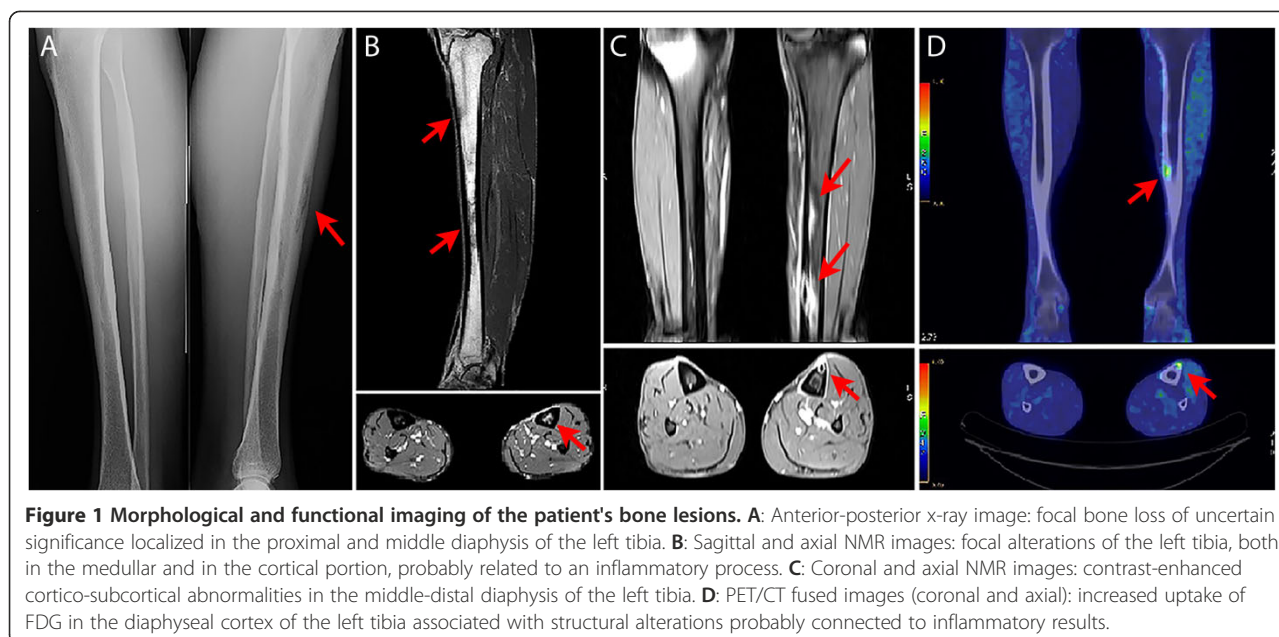 A
B
C
D
2.73
Figure 1 Morphological and functional imaging of the patient's bone lesions. A: Anterior-posterior x-ray image: focal bone loss of uncertain
significance localized in the proximal and middle diaphysis of the left tibia. B: Sagittal and axial NMR images: focal alterations of the left tibia, both
in the medullar and in the cortical portion, probably related to an inflammatory process. C: Coronal and axial NMR images: contrast-enhanced
cortico-subcortical abnormalities in the middle-distal diaphysis of the left tibia. D: PET/CT fused images (coronal and axial): increased uptake of
FDG in the diaphyseal cortex of the left tibia associated with structural alterations probably connected to inflammatory results.